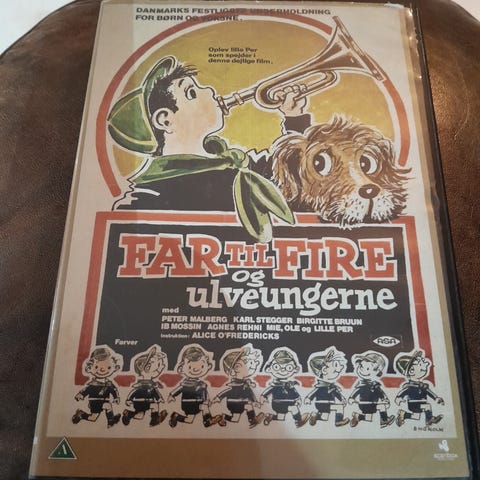 DANMARKS FESTLIGSTE UNDERHOLDNING
FOR BØRN OG VOKSNE.
Oplev lille Per
som spejder i
denne dejlige film.
FAR TIL FIRE
og
ulveungerne
med
PETER MALBERG KARL STEGGER BIRGITTE BRUUN
IB MOSSIN AGNES REHNI MIE, OLE og LILLE PER
Instruktion: ALICE O'FREDERICKS
Farver
ASA
A
scanbox